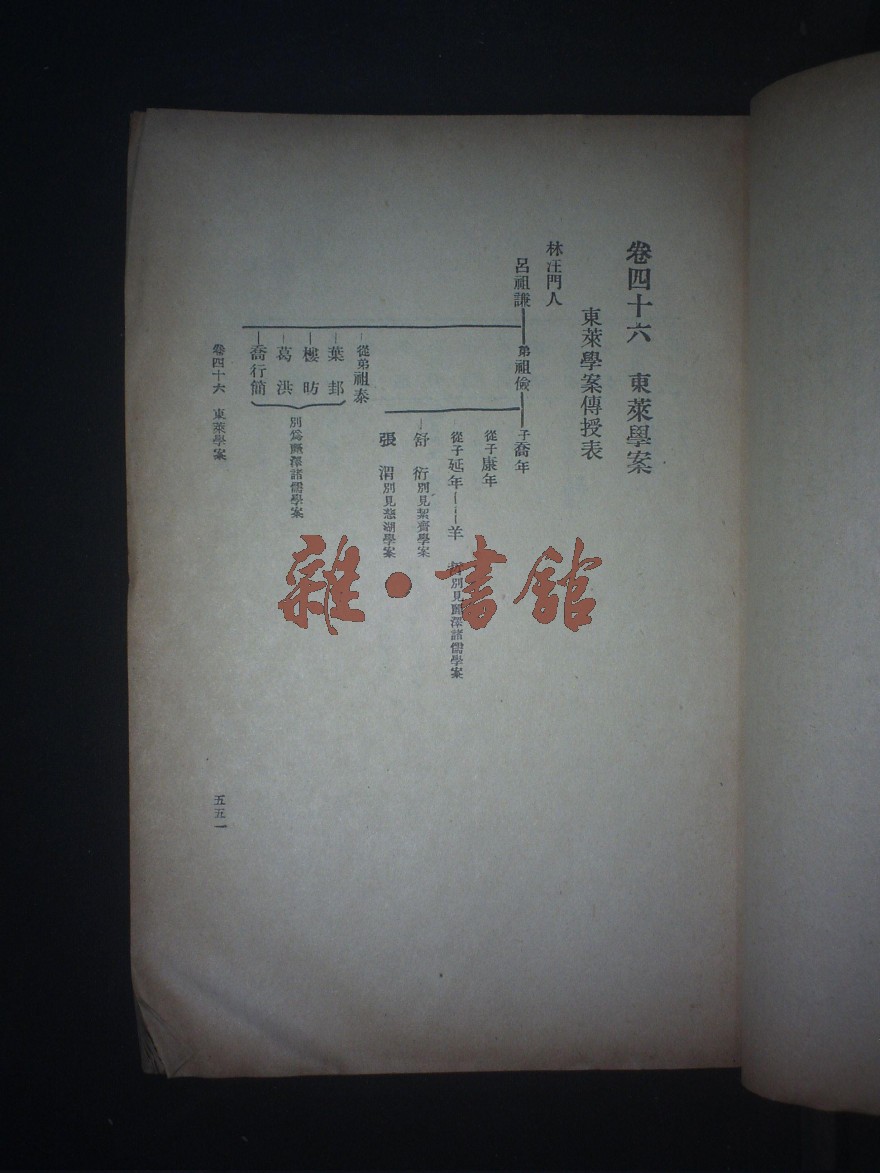 卷四十六 東萊學案
東萊學案傳授表
林汪門人
呂祖謙
弟祖儉
子喬年
從子康年
從子延年
羊 哲別見麗澤諸儒學案
舒 衍別見絜齋學案
張 渭別見慈湖學案
從弟祖泰
葉 邽
樓 昉
葛 洪
喬行簡
別爲麗澤諸儒學案
卷四十六 東萊學案
五五一
雜·書館